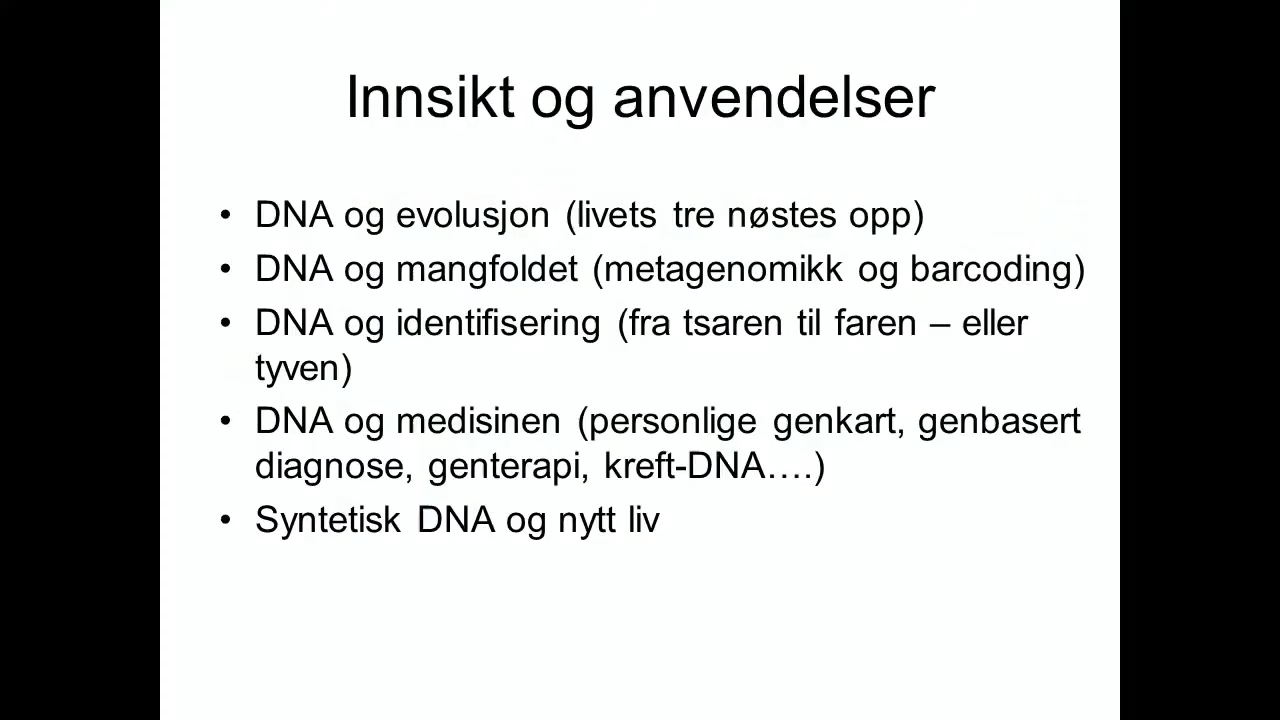 Innsikt og anvendelser
• DNA og evolusjon (livets tre nøstes opp)
• DNA og mangfoldet (metagenomikk og barcoding)
• DNA og identifisering (fra tsaren til faren – eller
tyven)
• DNA og medisinen (personlige genkart, genbasert
diagnose, genterapi, kreft-DNA….)
• Syntetisk DNA og nytt liv